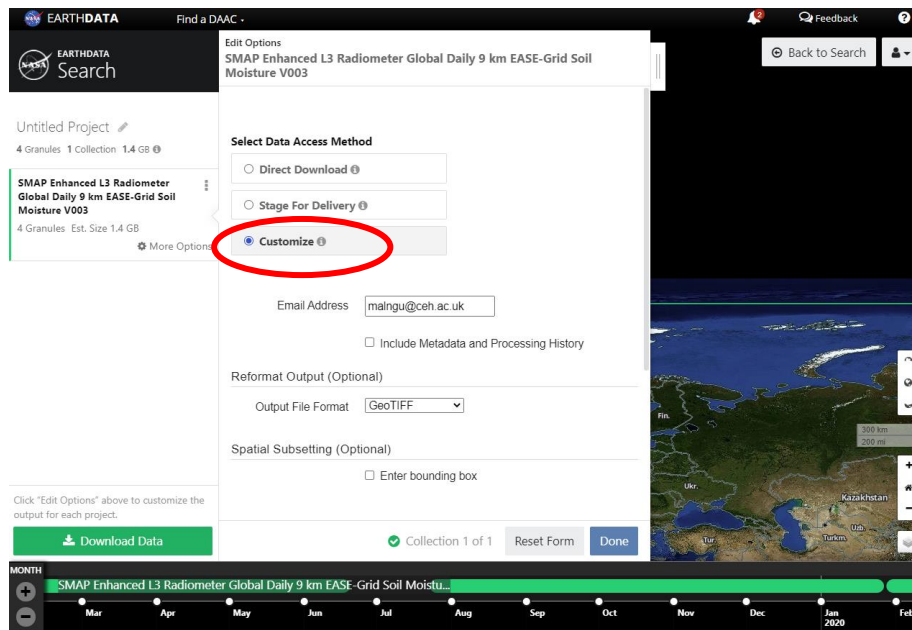 EARTHDATA Find a DAAC
2 Feedback ?
EARTHDATA
Search
Edit Options
SMAP Enhanced L3 Radiometer Global Daily 9 km EASE-Grid Soil
Moisture V003
Back to Search
Untitled Project
4 Granules 1 Collection 1.4 GB
SMAP Enhanced L3 Radiometer
Global Daily 9 km EASE-Grid Soil
Moisture V003
4 Granules Est. Size 1.4 GB
More Options
Select Data Access Method
Direct Download
Stage For Delivery
Customize
Email Address malngu@ceh.ac.uk
Include Metadata and Processing History
Reformat Output (Optional)
Output File Format GeoTIFF
Spatial Subsetting (Optional)
Enter bounding box
Fin.
300 km
200 mi
Ukr.
Kazakhstan
Uzb.
Tur
Turkm.
Click "Edit Options" above to customize the
output for each project.
Download Data
Collection 1 of 1 Reset Form Done
MONTH
SMAP Enhanced L3 Radiometer Global Daily 9 km EASE-Grid Soil Moistu...
Mar Apr May Jun Jul Aug Sep Oct Nov Dec Jan Feb
2020